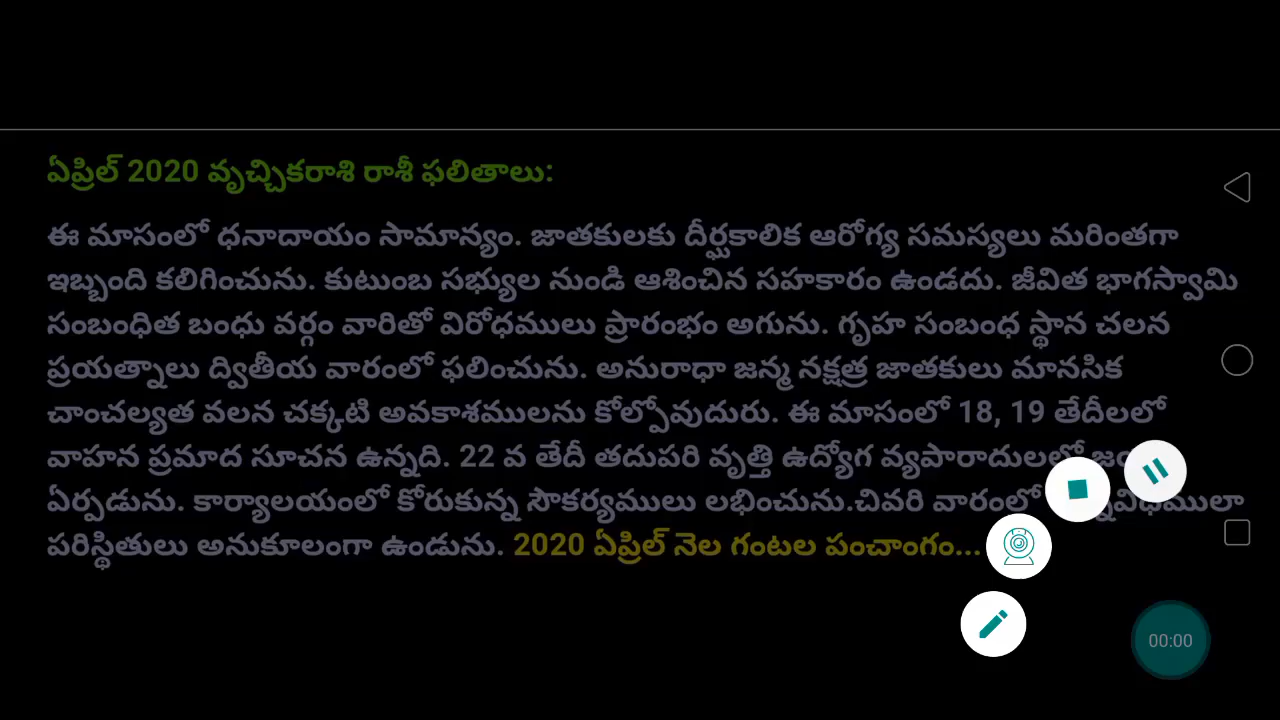 ఏప్రిల్ 2020 వృచ్చికరాశి రాశీ ఫలితాలు:
ఈ మాసంలో ధనాదాయం సామాన్యం. జాతకులకు దీర్ఘకాలిక ఆరోగ్య సమస్యలు మరింతగా
ఇబ్బంది కలిగించును. కుటుంబ సభ్యుల నుండి ఆశించిన సహకారం ఉండదు. జీవిత భాగస్వామి
సంబంధిత బంధు వర్గం వారితో విరోధములు ప్రారంభం అగును. గృహ సంబంధ స్థాన చలన
ప్రయత్నాలు ద్వితీయ వారంలో ఫలించును. అనురాధా జన్మ నక్షత్ర జాతకులు మానసిక
చాంచల్యత వలన చక్కటి అవకాశములను కోల్పోవుదురు. ఈ మాసంలో 18, 19 తేదీలలో
వాహన ప్రమాద సూచన ఉన్నది. 22 వ తేదీ తదుపరి వృత్తి ఉద్యోగ వ్యాపారాదులలో
ఏర్పడును. కార్యాలయంలో కోరుకున్న సౌకర్యములు లభించును.చివరి వారంలో
పరిస్థితులు అనుకూలంగా ఉండును. 2020 ఏప్రిల్ నెల గంటల పంచాంగం...
00:00